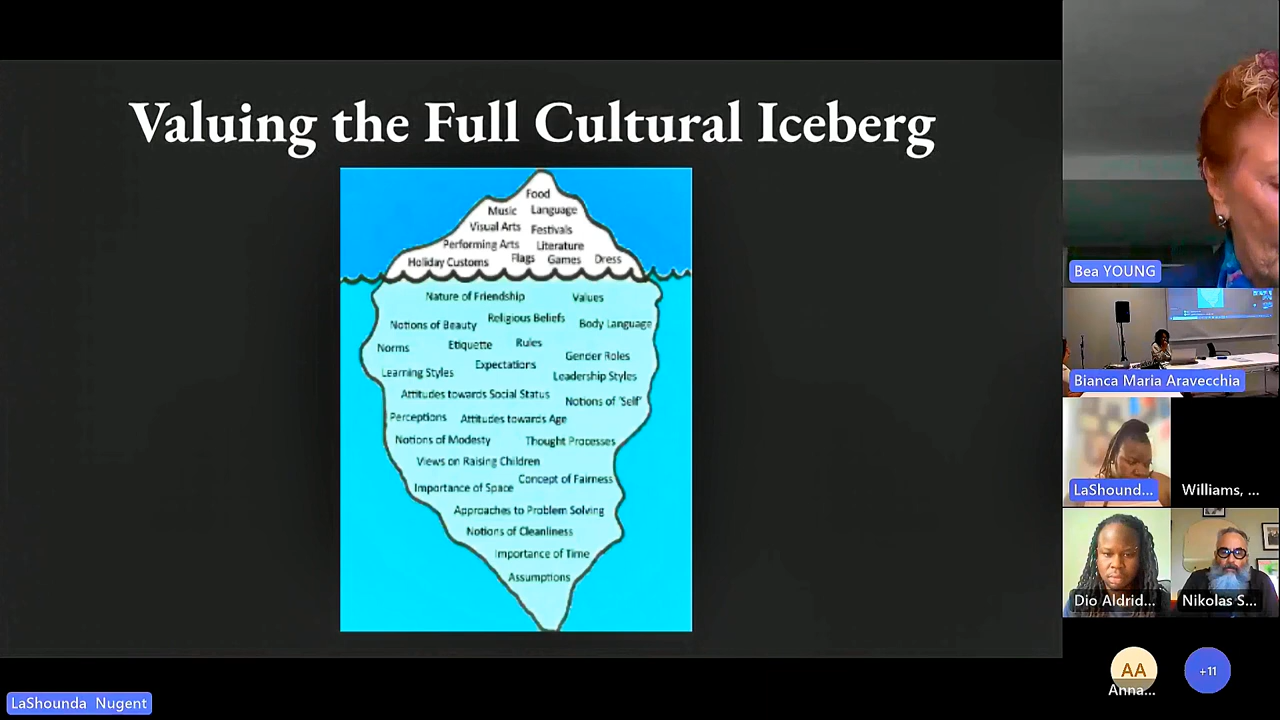 Valuing the Full Cultural Iceberg
Food
Music Language
Visual Arts Festivals
Performing Arts Literature
Holiday Customs Flags Games Dress
Nature of Friendship Values
Religious Beliefs
Notions of Beauty Body Language
Norms Etiquette Rules
Gender Roles
Expectations
Learning Styles Leadership Styles
Attitudes towards Social Status
Notions of 'Self'
Perceptions Attitudes towards Age
Notions of Modesty Thought Processes
Views on Raising Children
Concept of Fairness
Importance of Space
Approaches to Problem Solving
Notions of Cleanliness
Importance of Time
Assumptions
Bea YOUNG
Bianca Maria Aravecchia
LaShound...
Williams, ...
Dio Aldrid...
Nikolas S...
AA
Anna...
+11
LaShounda Nugent